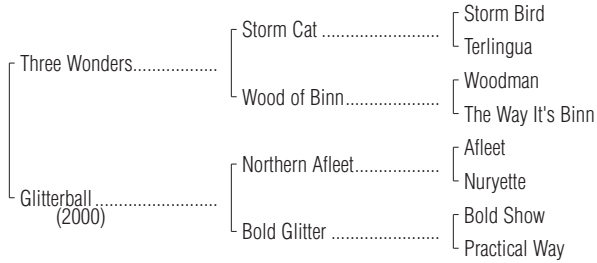 Storm Bird
Storm Cat ........................
Terlingua
Three Wonders.................
Woodman
Wood of Binn...................
The Way It's Binn
Afleet
Northern Afleet.................
Nuryette
Glitterball .........................
(2000)
Bold Show
Bold Glitter ......................
Practical Way